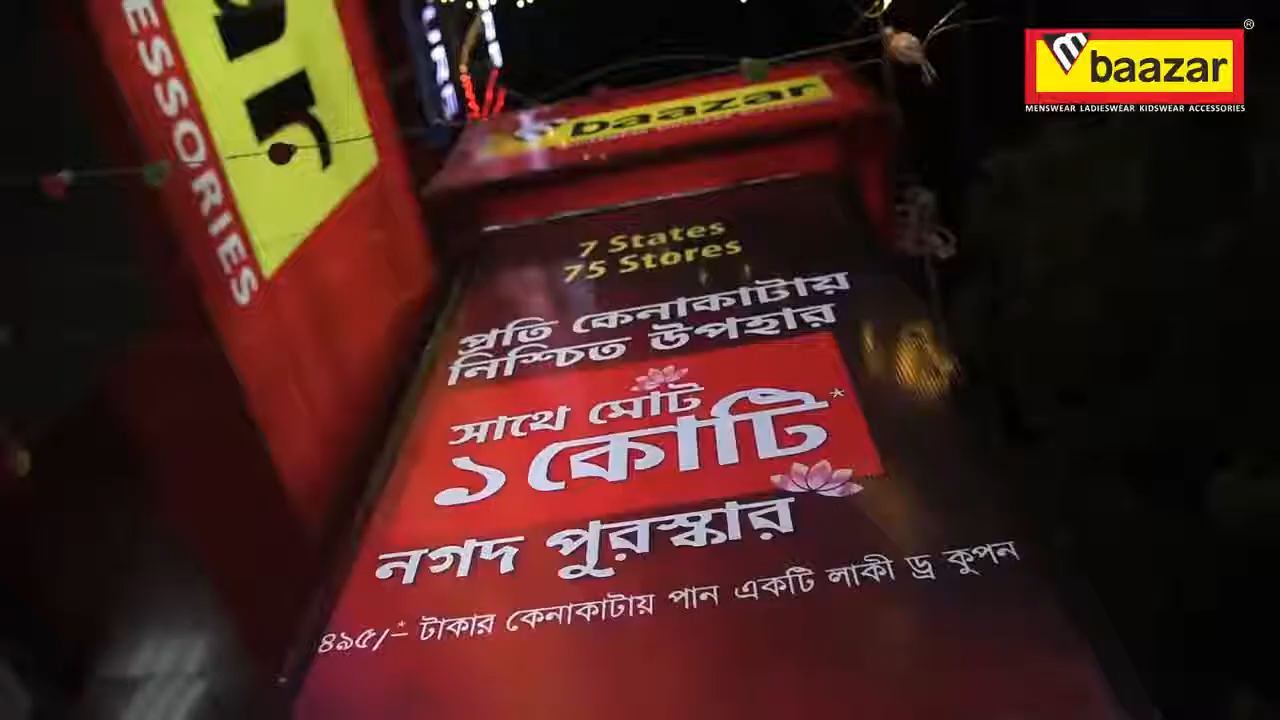 baazar
MENSWEAR LADIESWEAR KIDSWEAR ACCESSORIES
ESSORIES
baazar
7 States
75 Stores
প্রতি কেনাকাটায়
নিশ্চিত উপহার
সাথে মোট
১ কোটি*
নগদ পুরস্কার
৪৯৫/-* টাকার কেনাকাটায় পান একটি লাকী ড্র কুপন